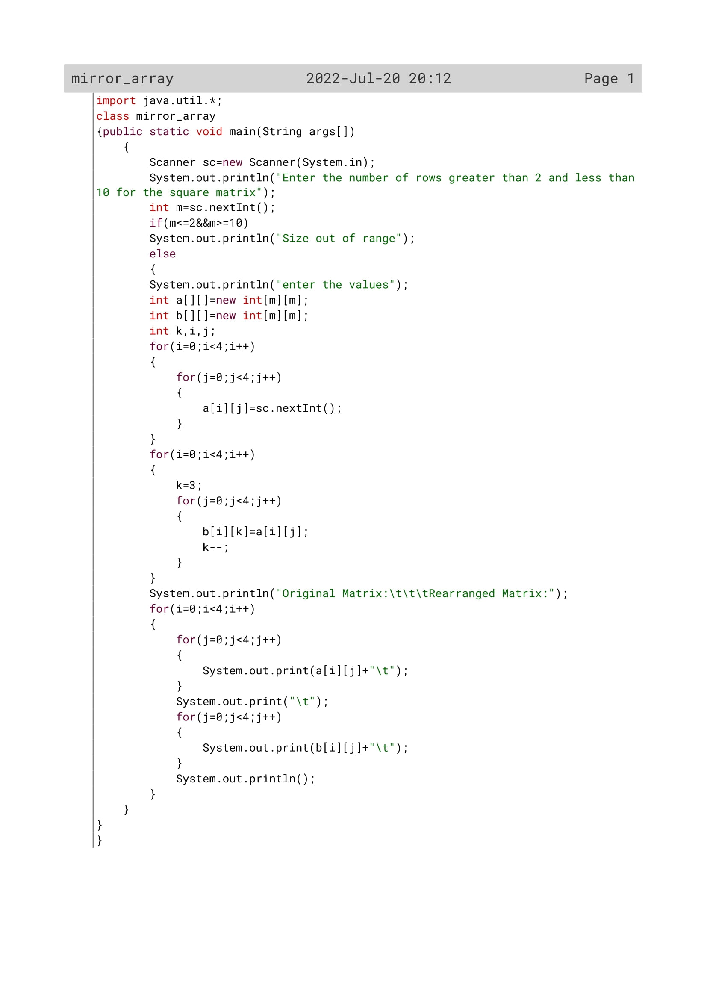 mirror_array 2022-Jul-20 20:12 Page 1
import java.util.*;
class mirror_array
{public static void main(String args[])
    {
        Scanner sc=new Scanner(System.in);
        System.out.println("Enter the number of rows greater than 2 and less than
10 for the square matrix");
        int m=sc.nextInt();
        if(m<=2&&m>=10)
        System.out.println("Size out of range");
        else
        {
        System.out.println("enter the values");
        int a[][]=new int[m][m];
        int b[][]=new int[m][m];
        int k,i,j;
        for(i=0;i<4;i++)
        {
            for(j=0;j<4;j++)
            {
                a[i][j]=sc.nextInt();
            }
        }
        for(i=0;i<4;i++)
        {
            k=3;
            for(j=0;j<4;j++)
            {
                b[i][k]=a[i][j];
                k--;
            }
        }
        System.out.println("Original Matrix:\t\t\tRearranged Matrix:");
        for(i=0;i<4;i++)
        {
            for(j=0;j<4;j++)
            {
                System.out.print(a[i][j]+"\t");
            }
            System.out.print("\t");
            for(j=0;j<4;j++)
            {
                System.out.print(b[i][j]+"\t");
            }
            System.out.println();
        }
    }
}
}